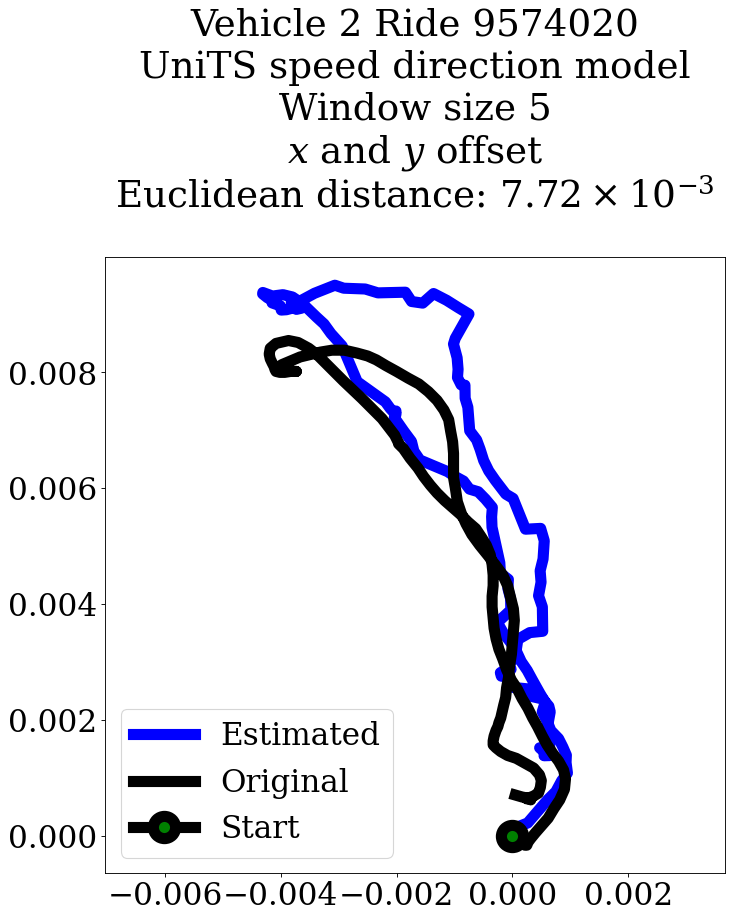 Vehicle 2 Ride 9574020
UniTS speed direction model
Window size 5
x and y offset
Euclidean distance: 7.72 × 10⁻³
0.008
0.006
0.004
0.002
0.000
Estimated
Original
Start
−0.006 −0.004 −0.002 0.000 0.002